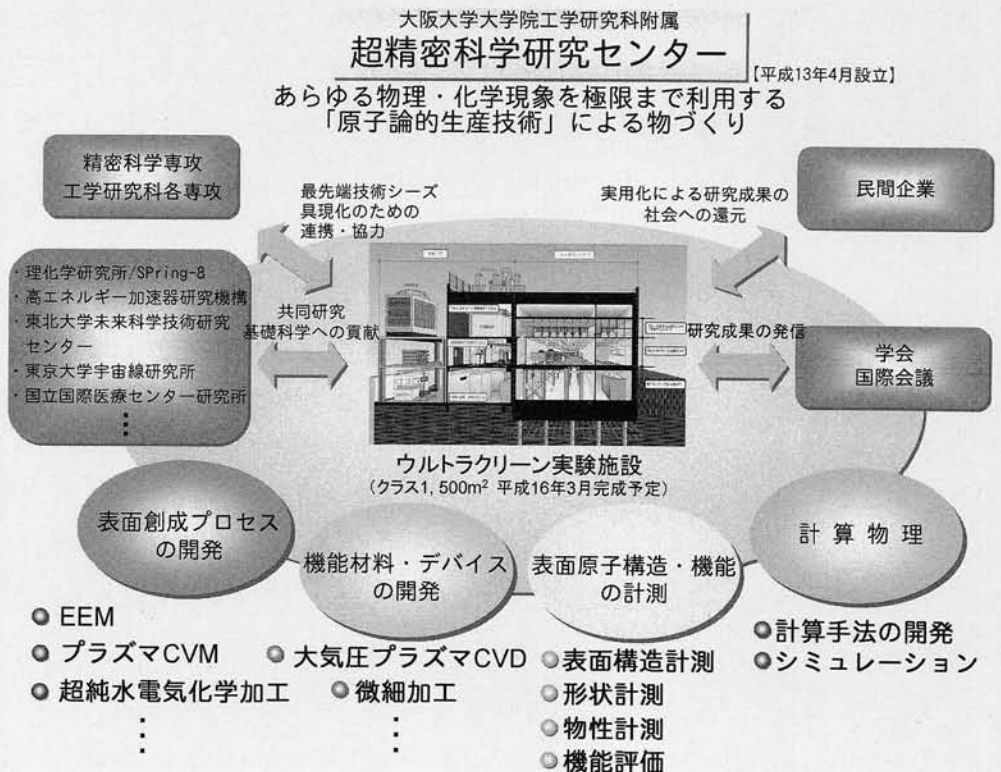 大阪大学大学院工学研究科附属
超精密科学研究センター
【平成13年4月設立】
あらゆる物理・化学現象を極限まで利用する
「原子論的生産技術」による物づくり
精密科学専攻
工学研究科各専攻
最先端技術シーズ
具現化のための
連携・協力
実用化による研究成果の
社会への還元
民間企業
・理化学研究所/SPring-8
・高エネルギー加速器研究機構
・東北大学未来科学技術研究
センター
・東京大学宇宙線研究所
・国立国際医療センター研究所
共同研究
基礎科学への貢献
研究成果の発信
学会
国際会議
ウルトラクリーン実験施設
(クラス1, 500m² 平成16年3月完成予定)
表面創成プロセス
の開発
機能材料・デバイス
の開発
表面原子構造・機能
の計測
計算物理
EEM
プラズマCVM
超純水電気化学加工
大気圧プラズマCVD
微細加工
表面構造計測
形状計測
物性計測
機能評価
計算手法の開発
シミュレーション